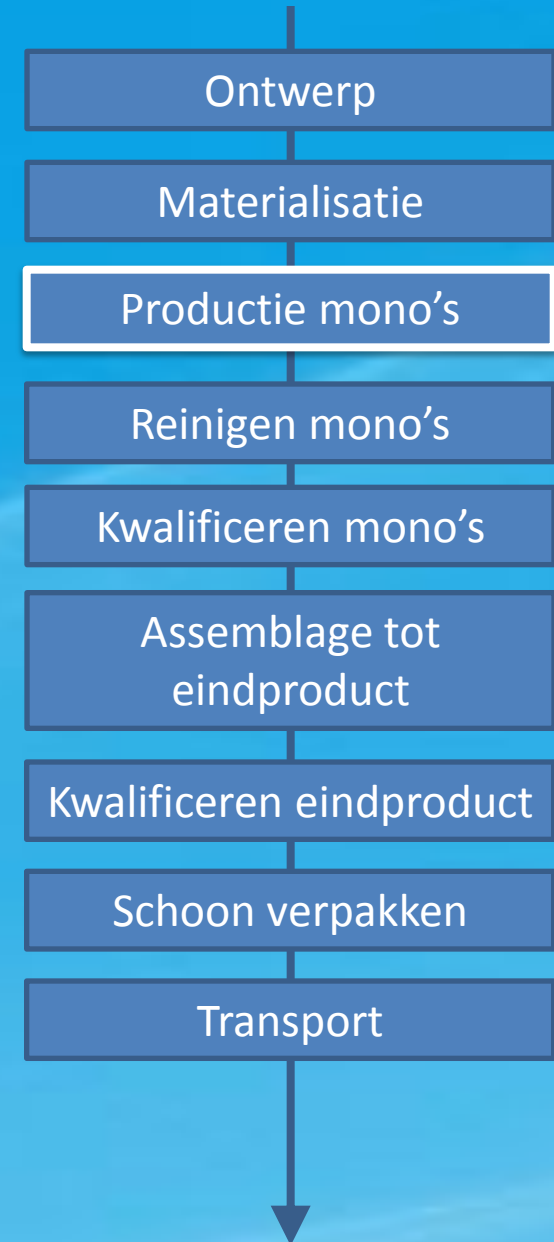 Ontwerp
Materialisatie
Productie mono’s
Reinigen mono’s
Kwalificeren mono’s
Assemblage tot
eindproduct
Kwalificeren eindproduct
Schoon verpakken
Transport